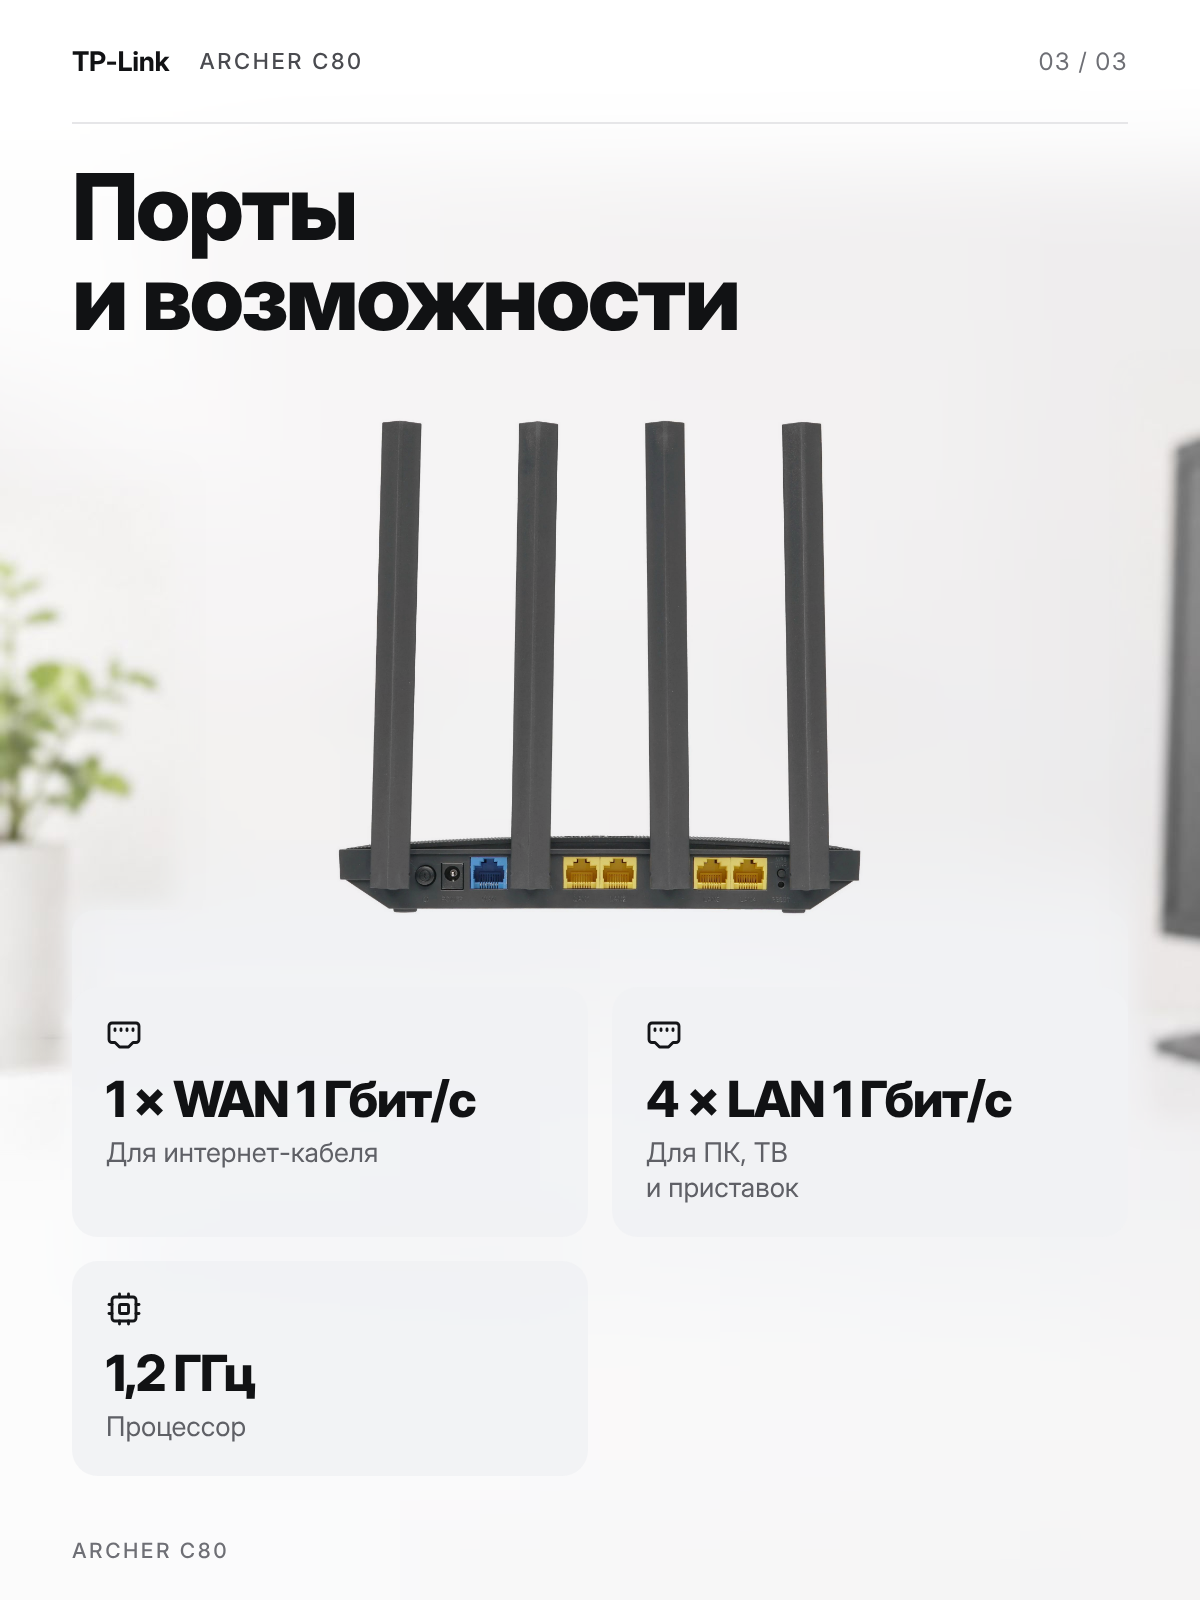 TP-Link ARCHER C80 03 / 03
Порты
и возможности
1 × WAN 1 Гбит/с
Для интернет-кабеля
4 × LAN 1 Гбит/с
Для ПК, ТВ
и приставок
1,2 ГГц
Процессор
ARCHER C80